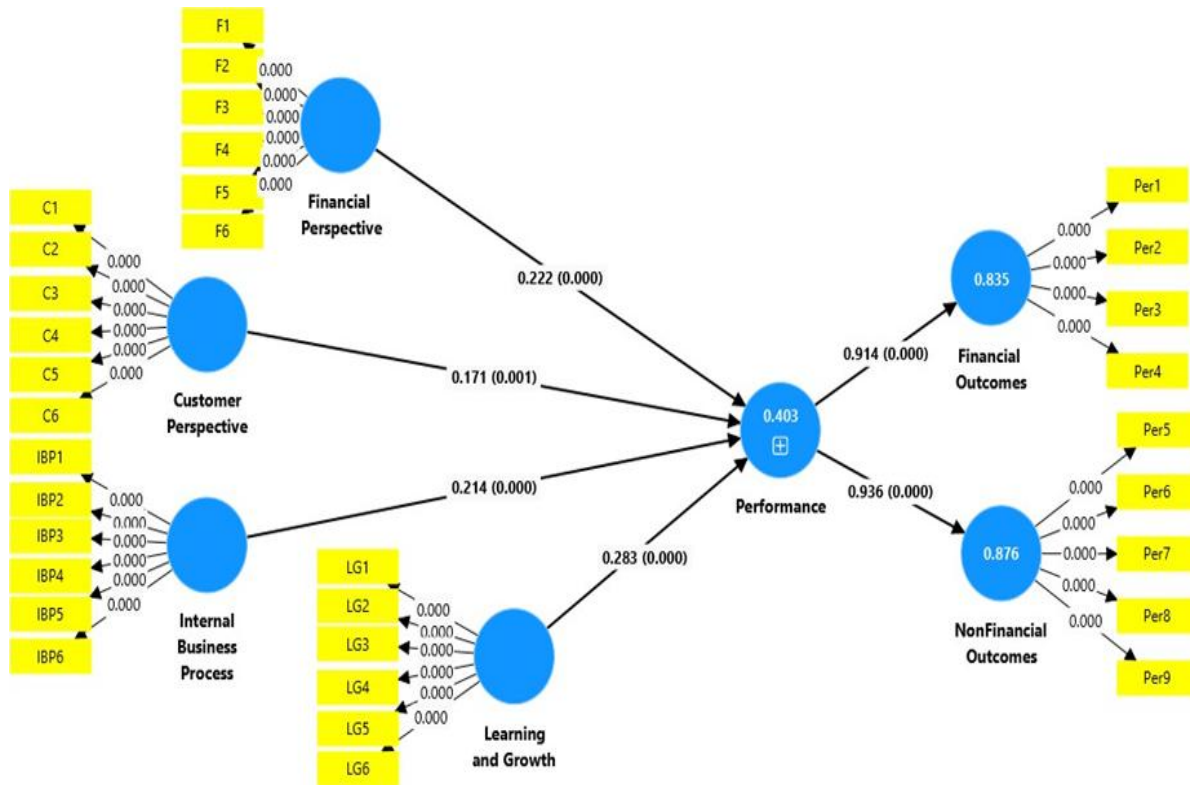 F1
F2
F3
F4
F5
F6
0.000
0.000
0.000
0.000
0.000
0.000
Financial
Perspective
C1
C2
C3
C4
C5
C6
0.000
0.000
0.000
0.000
0.000
0.000
Customer
Perspective
IBP1
IBP2
IBP3
IBP4
IBP5
IBP6
0.000
0.000
0.000
0.000
0.000
0.000
Internal
Business
Process
LG1
LG2
LG3
LG4
LG5
LG6
0.000
0.000
0.000
0.000
0.000
0.000
Learning
and Growth
0.222 (0.000)
0.171 (0.001)
0.214 (0.000)
0.283 (0.000)
0.403
Performance
0.914 (0.000)
0.936 (0.000)
0.835
Financial
Outcomes
0.000
0.000
0.000
0.000
Per1
Per2
Per3
Per4
0.876
NonFinancial
Outcomes
0.000
0.000
0.000
0.000
0.000
Per5
Per6
Per7
Per8
Per9